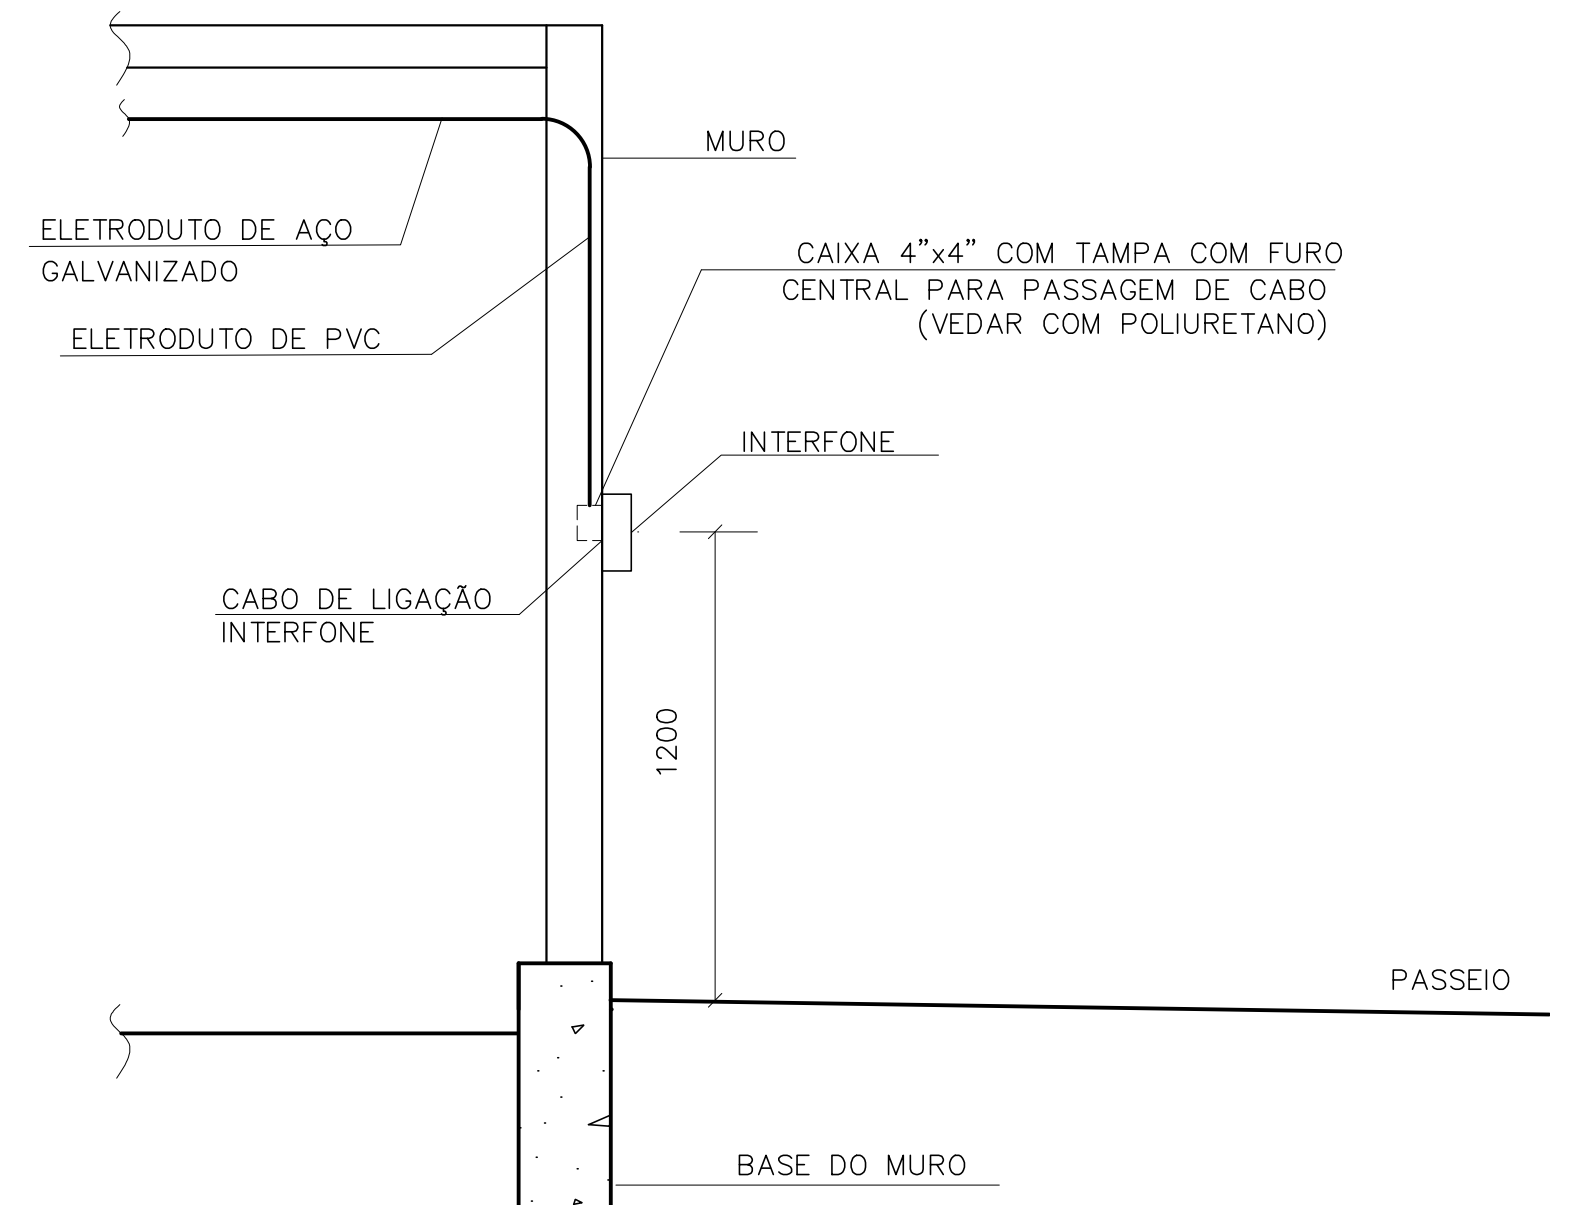 MURO
ELETRODUTO DE AÇO
GALVANIZADO
CAIXA 4”x4” COM TAMPA COM FURO
CENTRAL PARA PASSAGEM DE CABO
(VEDAR COM POLIURETANO)
ELETRODUTO DE PVC
INTERFONE
CABO DE LIGAÇÃO
INTERFONE
1200
PASSEIO
BASE DO MURO